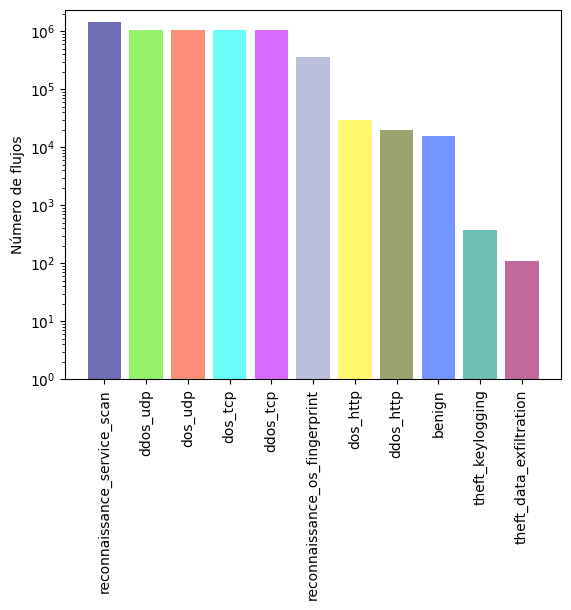 Número de flujos
10^6
10^5
10^4
10^3
10^2
10^1
10^0
reconnaissance_service_scan
ddos_udp
dos_udp
dos_tcp
ddos_tcp
reconnaissance_os_fingerprint
dos_http
ddos_http
benign
theft_keylogging
theft_data_exfiltration